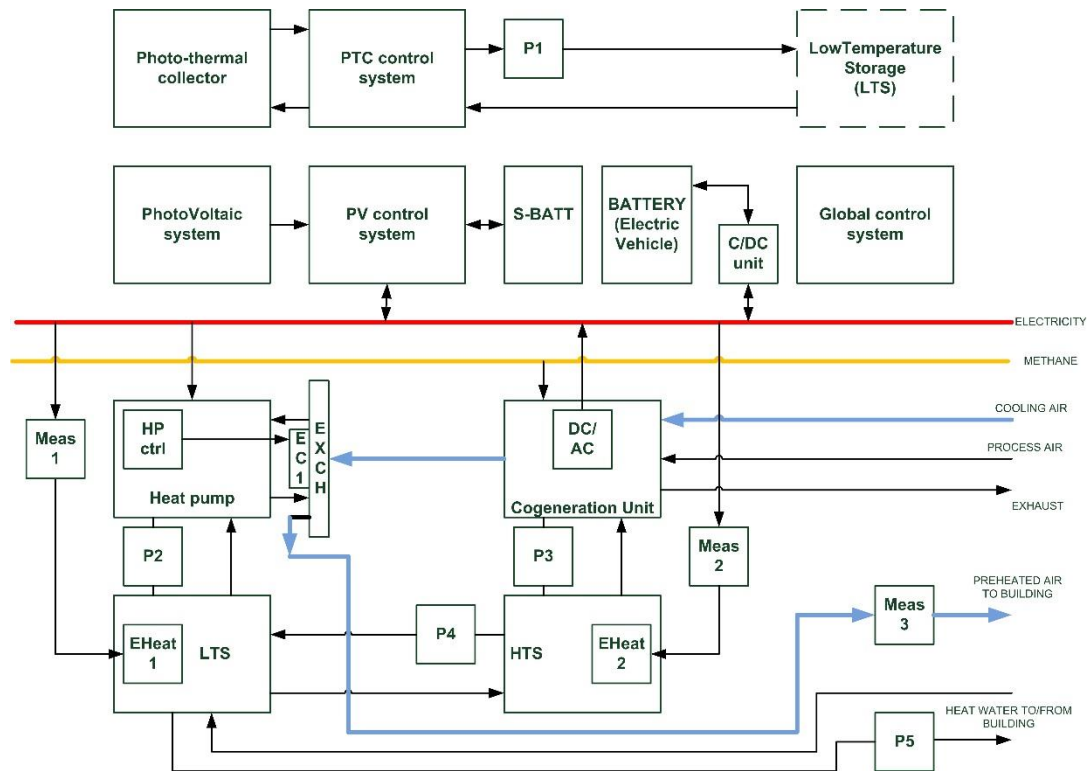 Photo-thermal
collector
PTC control
system
P1
LowTemperature
Storage
(LTS)
PhotoVoltaic
system
PV control
system
S-BATT
BATTERY
(Electric
Vehicle)
C/DC
unit
Global control
system
ELECTRICITY
METHANE
COOLING AIR
PROCESS AIR
EXHAUST
Meas
1
HP
ctrl
Heat pump
E
C
1
E
X
C
H
DC/
AC
Cogeneration Unit
P2
P3
Meas
2
PREHEATED AIR
TO BUILDING
Meas
3
EHeat
1
LTS
P4
HTS
EHeat
2
HEAT WATER TO/FROM
BUILDING
P5